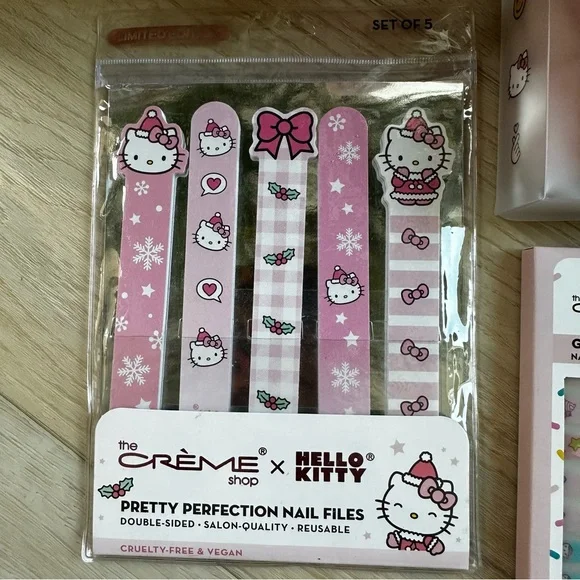 LIMITED EDITION
SET OF 5
the
CRÈME®
shop
x
HELLO®
KITTY
PRETTY PERFECTION NAIL FILES
DOUBLE-SIDED • SALON-QUALITY • REUSABLE
CRUELTY-FREE & VEGAN
the